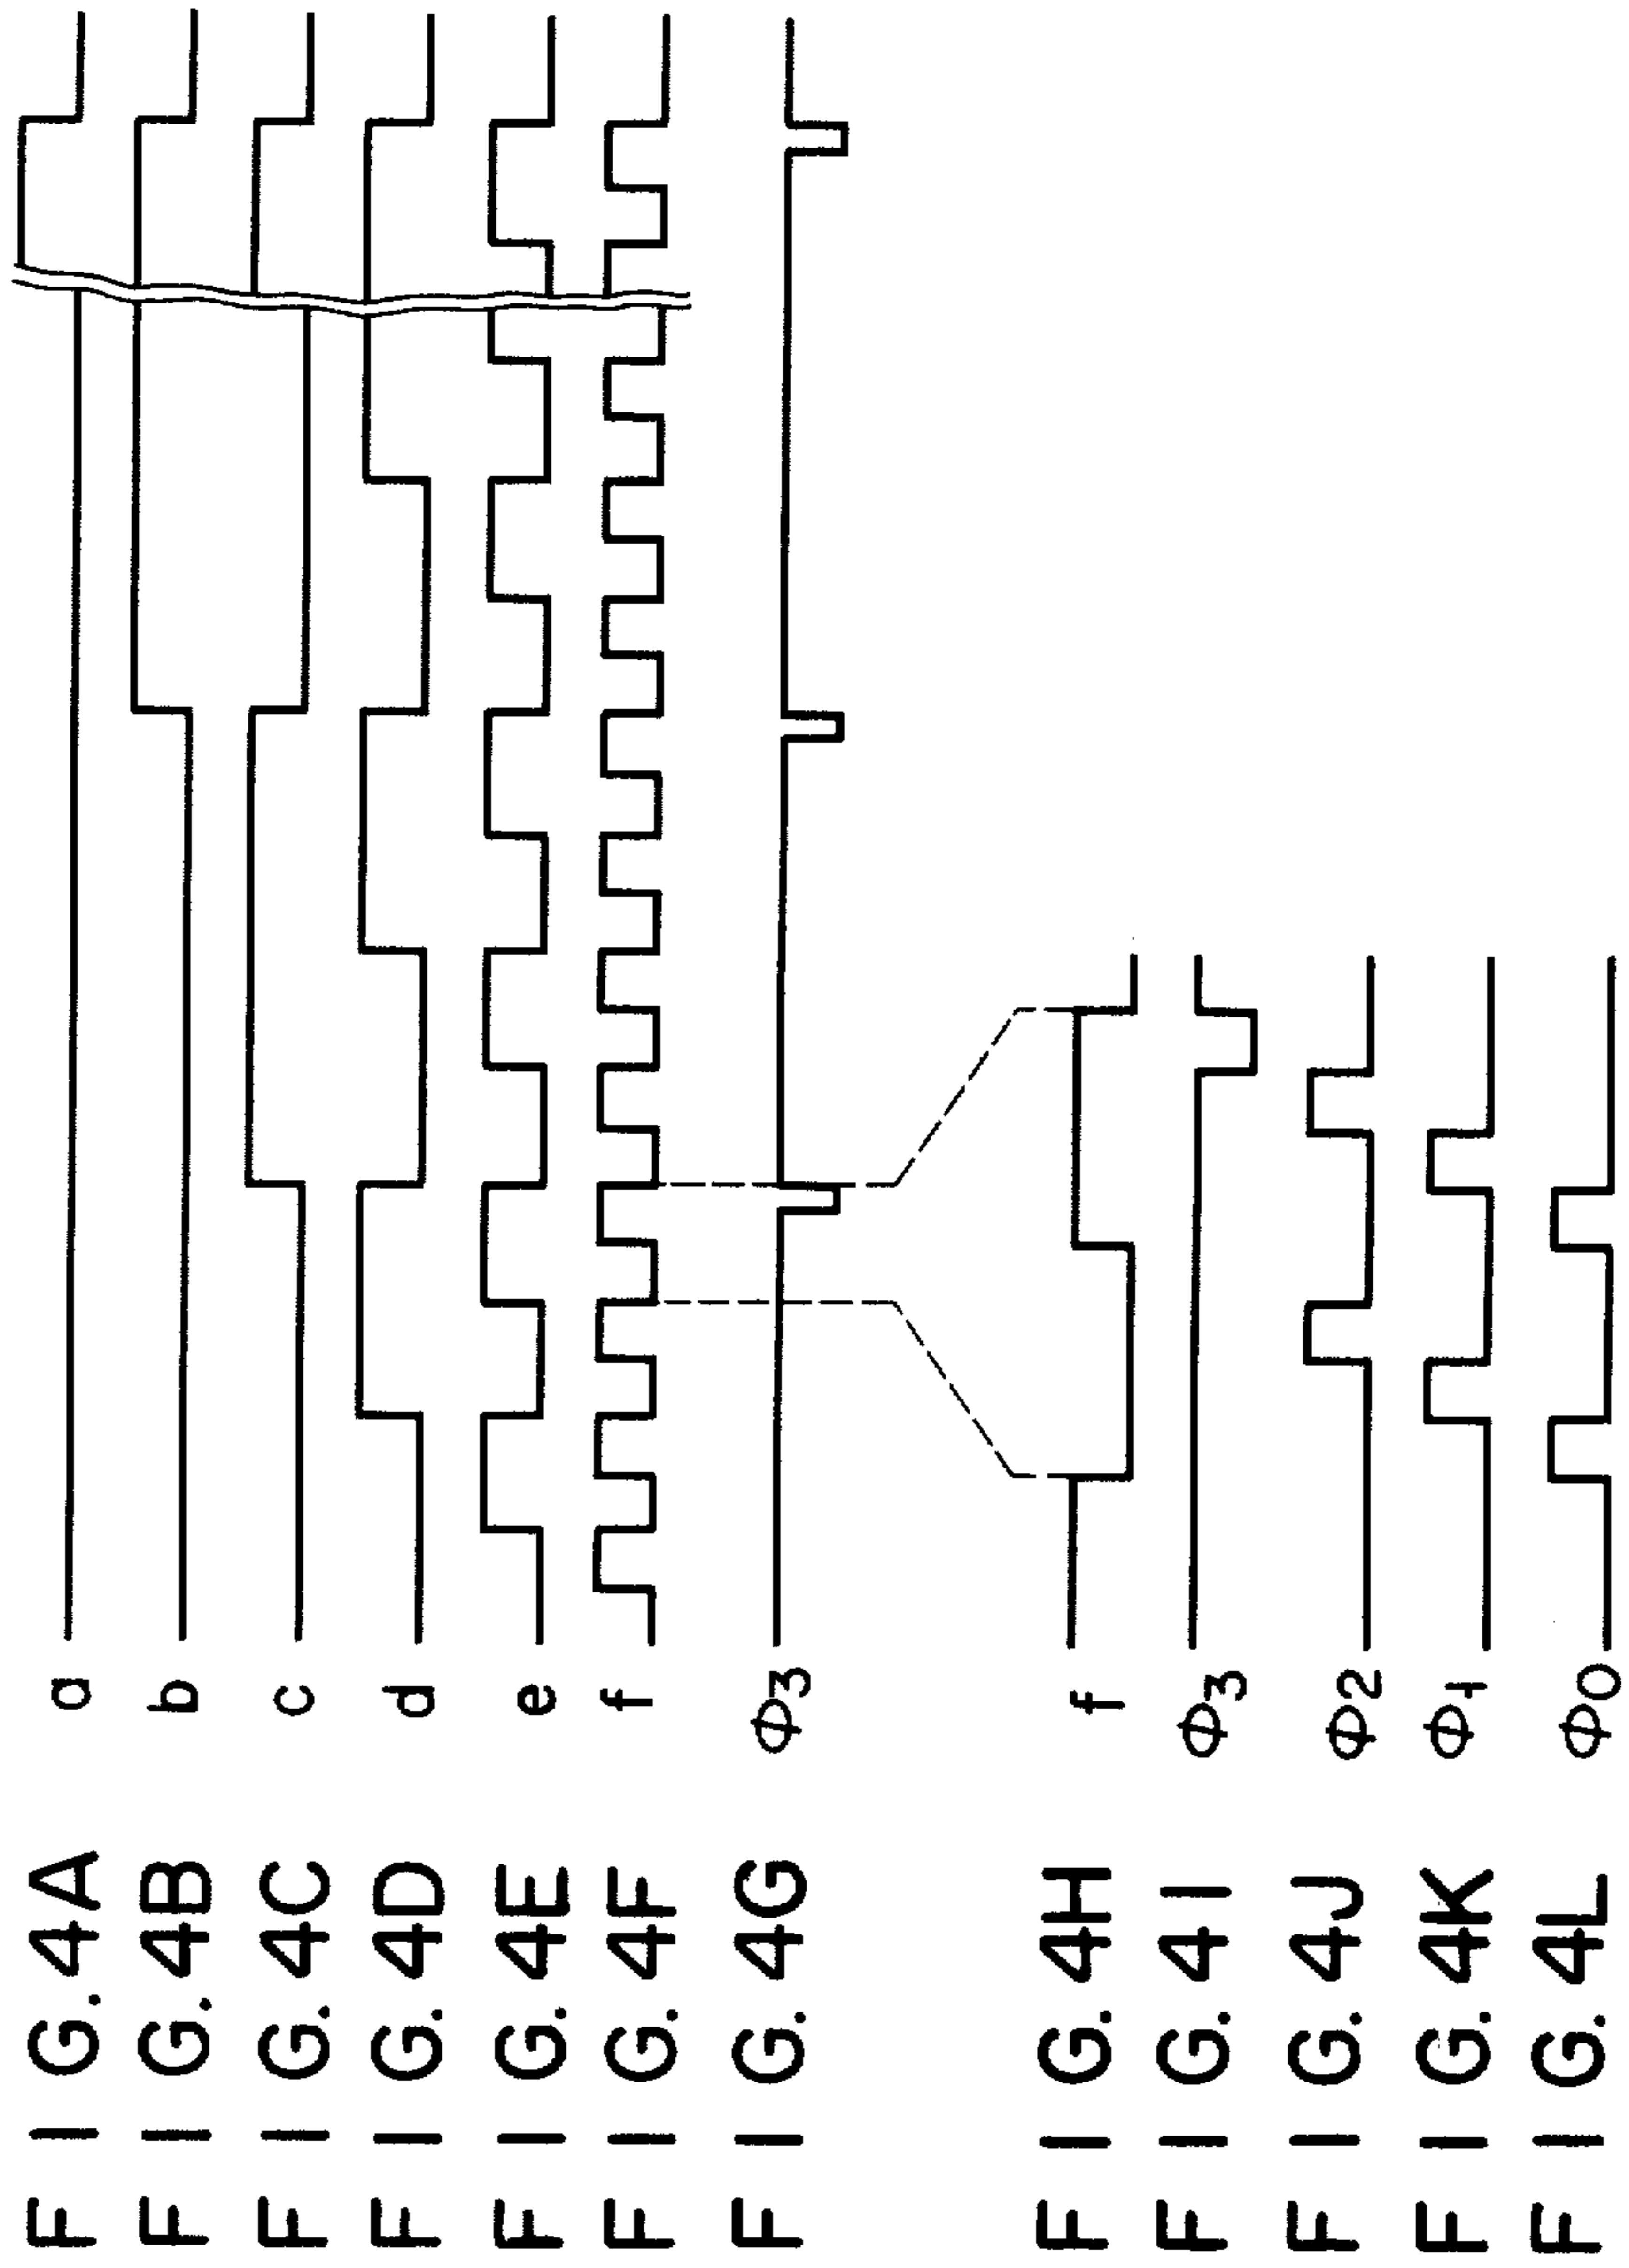 FIG. 4A a
FIG. 4B b
FIG. 4C c
FIG. 4D d
FIG. 4E e
FIG. 4F f
FIG. 4G Φ3
FIG. 4H f
FIG. 4I Φ3
FIG. 4J Φ2
FIG. 4K Φ1
FIG. 4L Φ0